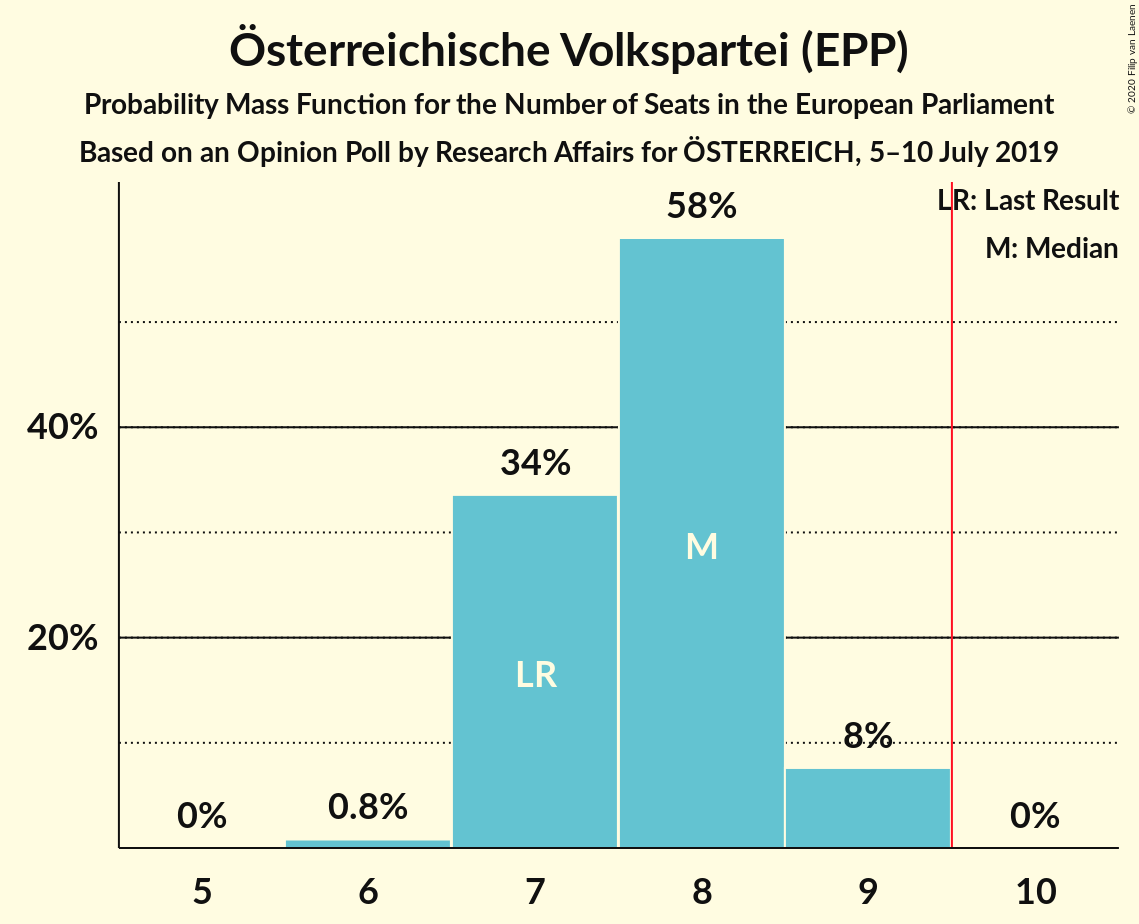 Österreichische Volkspartei (EPP)
Probability Mass Function for the Number of Seats in the European Parliament
Based on an Opinion Poll by Research Affairs for ÖSTERREICH, 5–10 July 2019
© 2020 Filip van Laenen
LR: Last Result
M: Median
58%
40%
34%
M
20%
LR
8%
0%
0.8%
0%
5 6 7 8 9 10